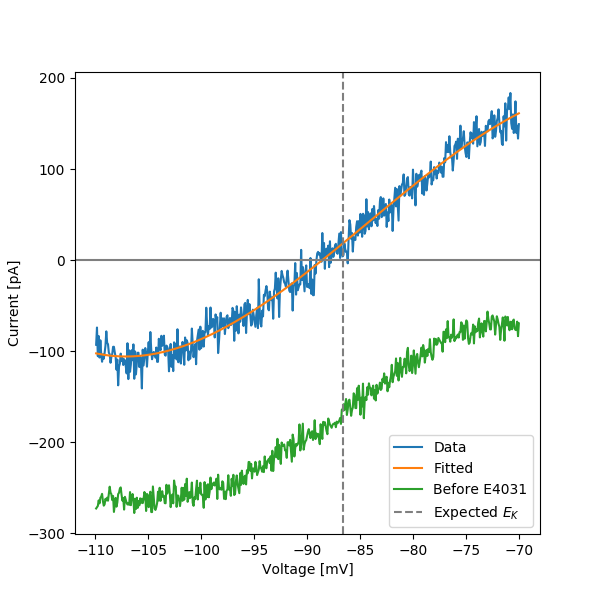 200
100
0
−100
−200
−300
Current [pA]
Data
Fitted
Before E4031
Expected E_K
−110 −105 −100 −95 −90 −85 −80 −75 −70
Voltage [mV]